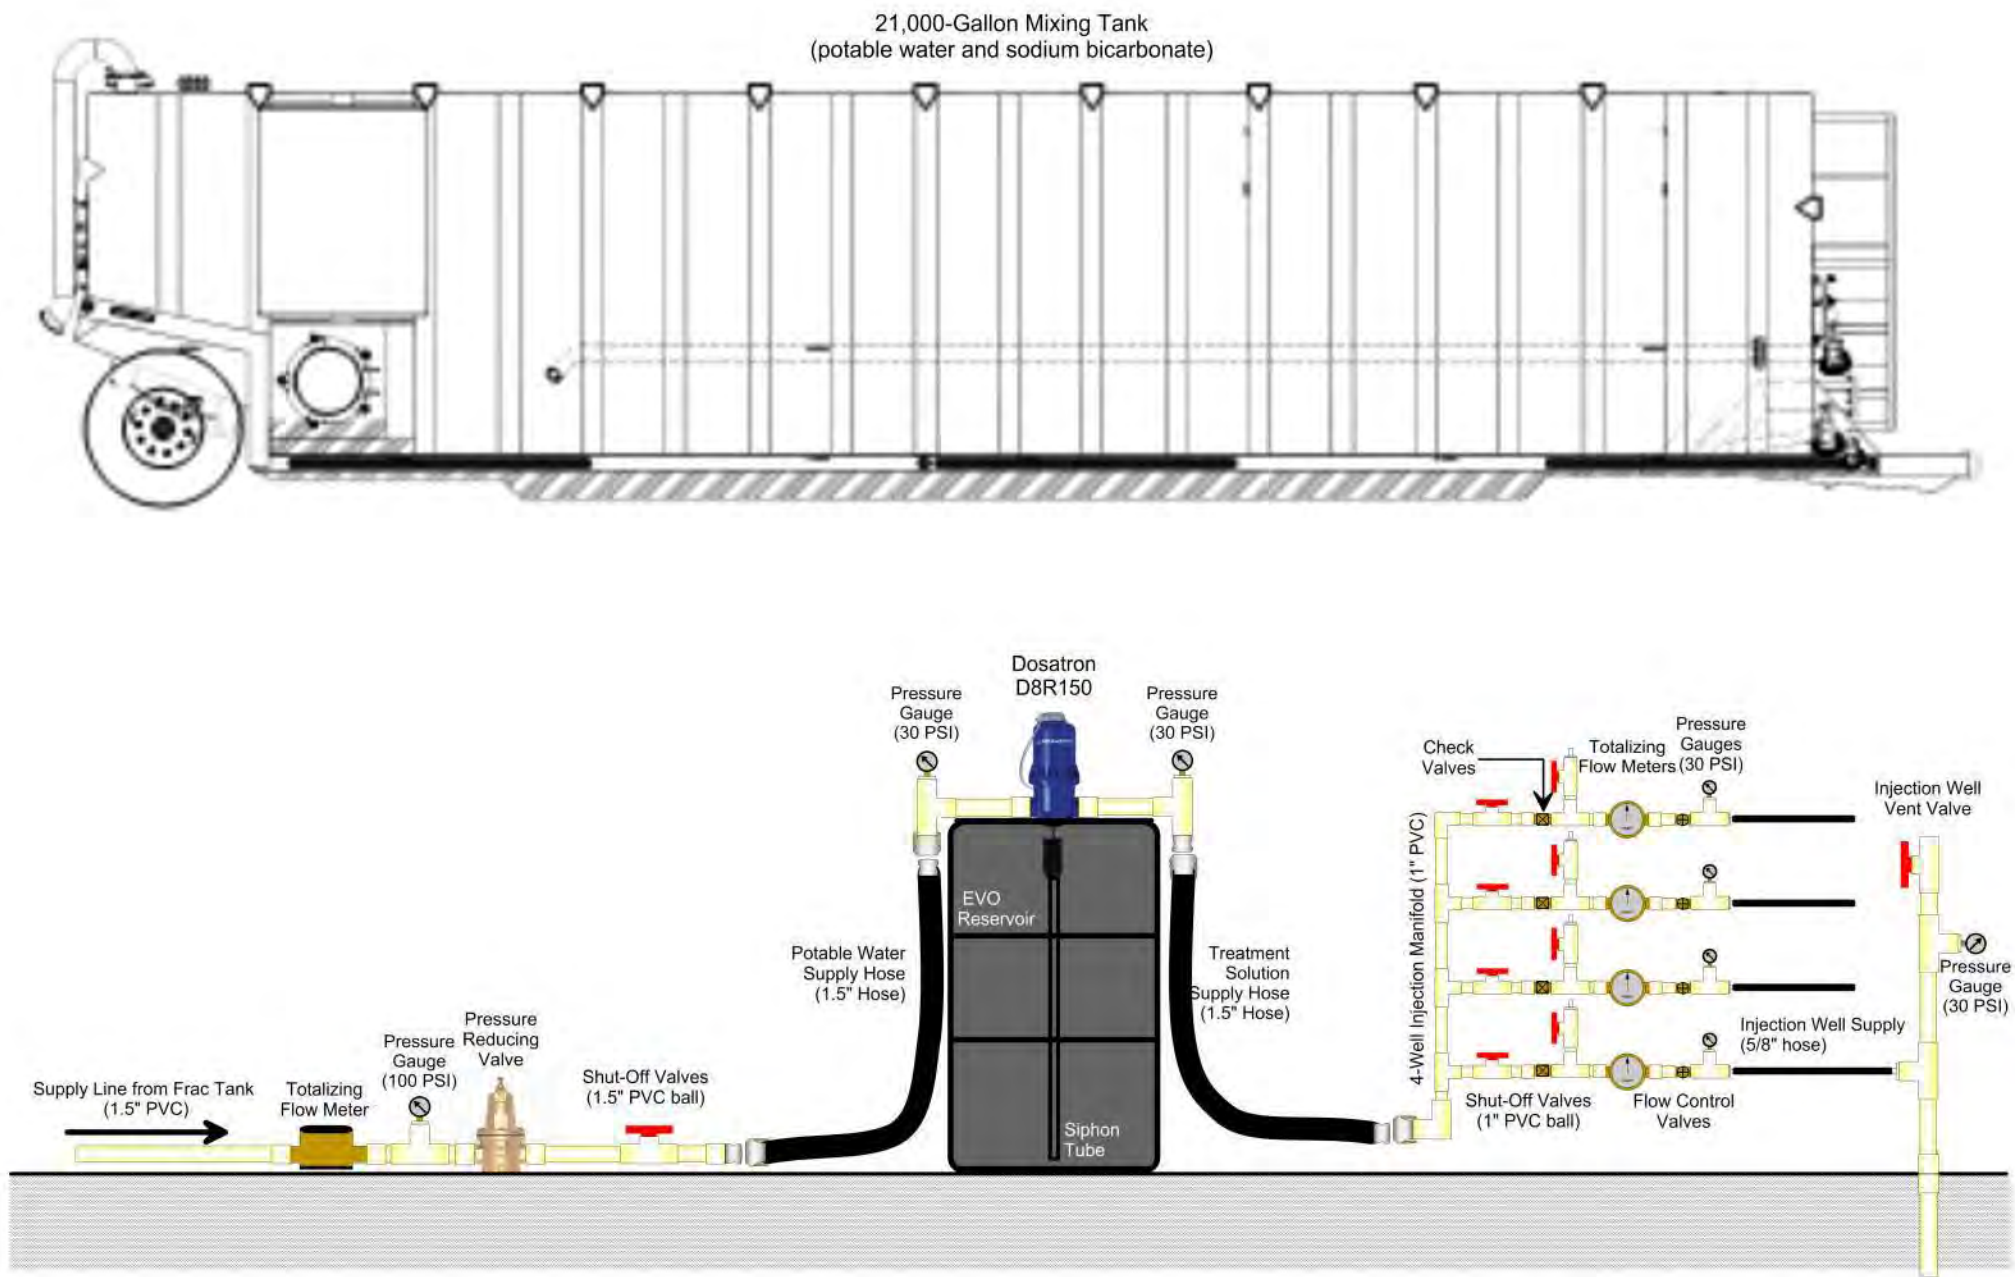 21,000-Gallon Mixing Tank
(potable water and sodium bicarbonate)
Dosatron
D8R150
Pressure
Gauge
(30 PSI)
Pressure
Gauge
(30 PSI)
Check
Valves
Totalizing
Flow Meters
Pressure
Gauges
(30 PSI)
Injection Well
Vent Valve
4-Well Injection Manifold (1" PVC)
EVO
Reservoir
Potable Water
Supply Hose
(1.5" Hose)
Treatment
Solution
Supply Hose
(1.5" Hose)
Pressure
Gauge
(30 PSI)
Injection Well Supply
(5/8" hose)
Supply Line from Frac Tank
(1.5" PVC)
Totalizing
Flow Meter
Pressure
Gauge
(100 PSI)
Pressure
Reducing
Valve
Shut-Off Valves
(1.5" PVC ball)
Siphon
Tube
Shut-Off Valves
(1" PVC ball)
Flow Control
Valves